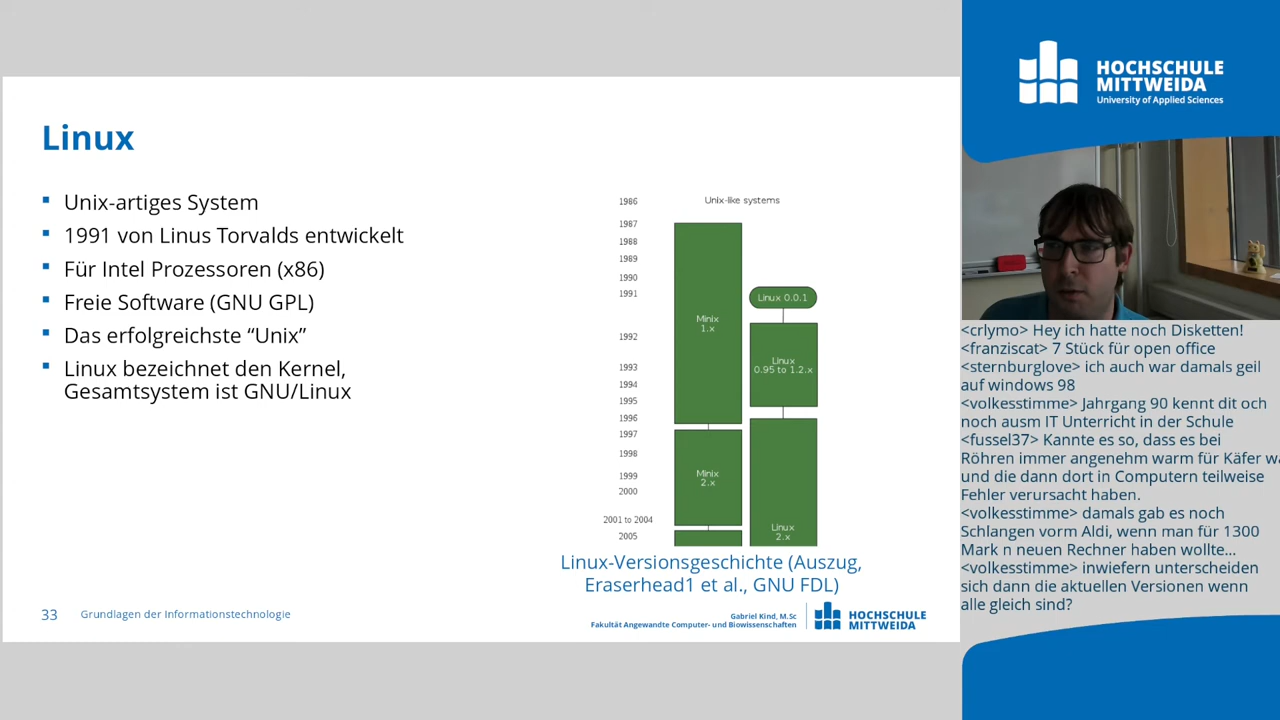 Linux
Unix-artiges System
1991 von Linus Torvalds entwickelt
Für Intel Prozessoren (x86)
Freie Software (GNU GPL)
Das erfolgreichste “Unix”
Linux bezeichnet den Kernel,
Gesamtsystem ist GNU/Linux
Unix-like systems
1986
1987
1988
1989
1990
1991
1992
1993
1994
1995
1996
1997
1998
1999
2000
2001 to 2004
2005
Minix
1.x
Linux 0.0.1
Linux
0.95 to 1.2.x
Minix
2.x
Linux
2.x
Linux-Versionsgeschichte (Auszug,
Eraserhead1 et al., GNU FDL)
33
Grundlagen der Informationstechnologie
Gabriel Kind, M.Sc
Fakultät Angewandte Computer- und Biowissenschaften
HOCHSCHULE
MITTWEIDA
HOCHSCHULE
MITTWEIDA
University of Applied Sciences
<crlymo> Hey ich hatte noch Disketten!
<franziscat> 7 Stück für open office
<sternburglove> ich auch war damals geil
auf windows 98
<volkesstimme> Jahrgang 90 kennt dit och
noch ausm IT Unterricht in der Schule
<fussel37> Kannte es so, dass es bei
Röhren immer angenehm warm für Käfer wa
und die dann dort in Computern teilweise
Fehler verursacht haben.
<volkesstimme> damals gab es noch
Schlangen vorm Aldi, wenn man für 1300
Mark n neuen Rechner haben wollte...
<volkesstimme> inwiefern unterscheiden
sich dann die aktuellen Versionen wenn
alle gleich sind?